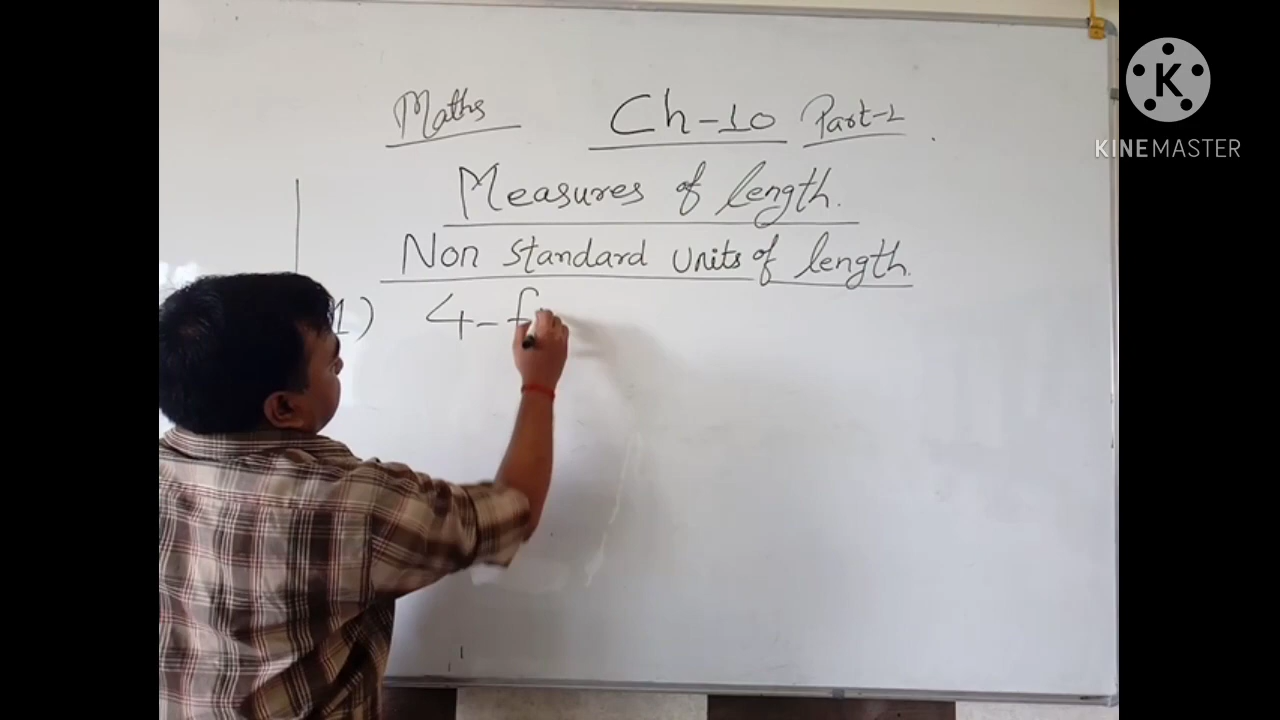 Maths Ch-10 Part-1
Measures of length.
Non Standard units of length.
1) 4-f
K
KINEMASTER